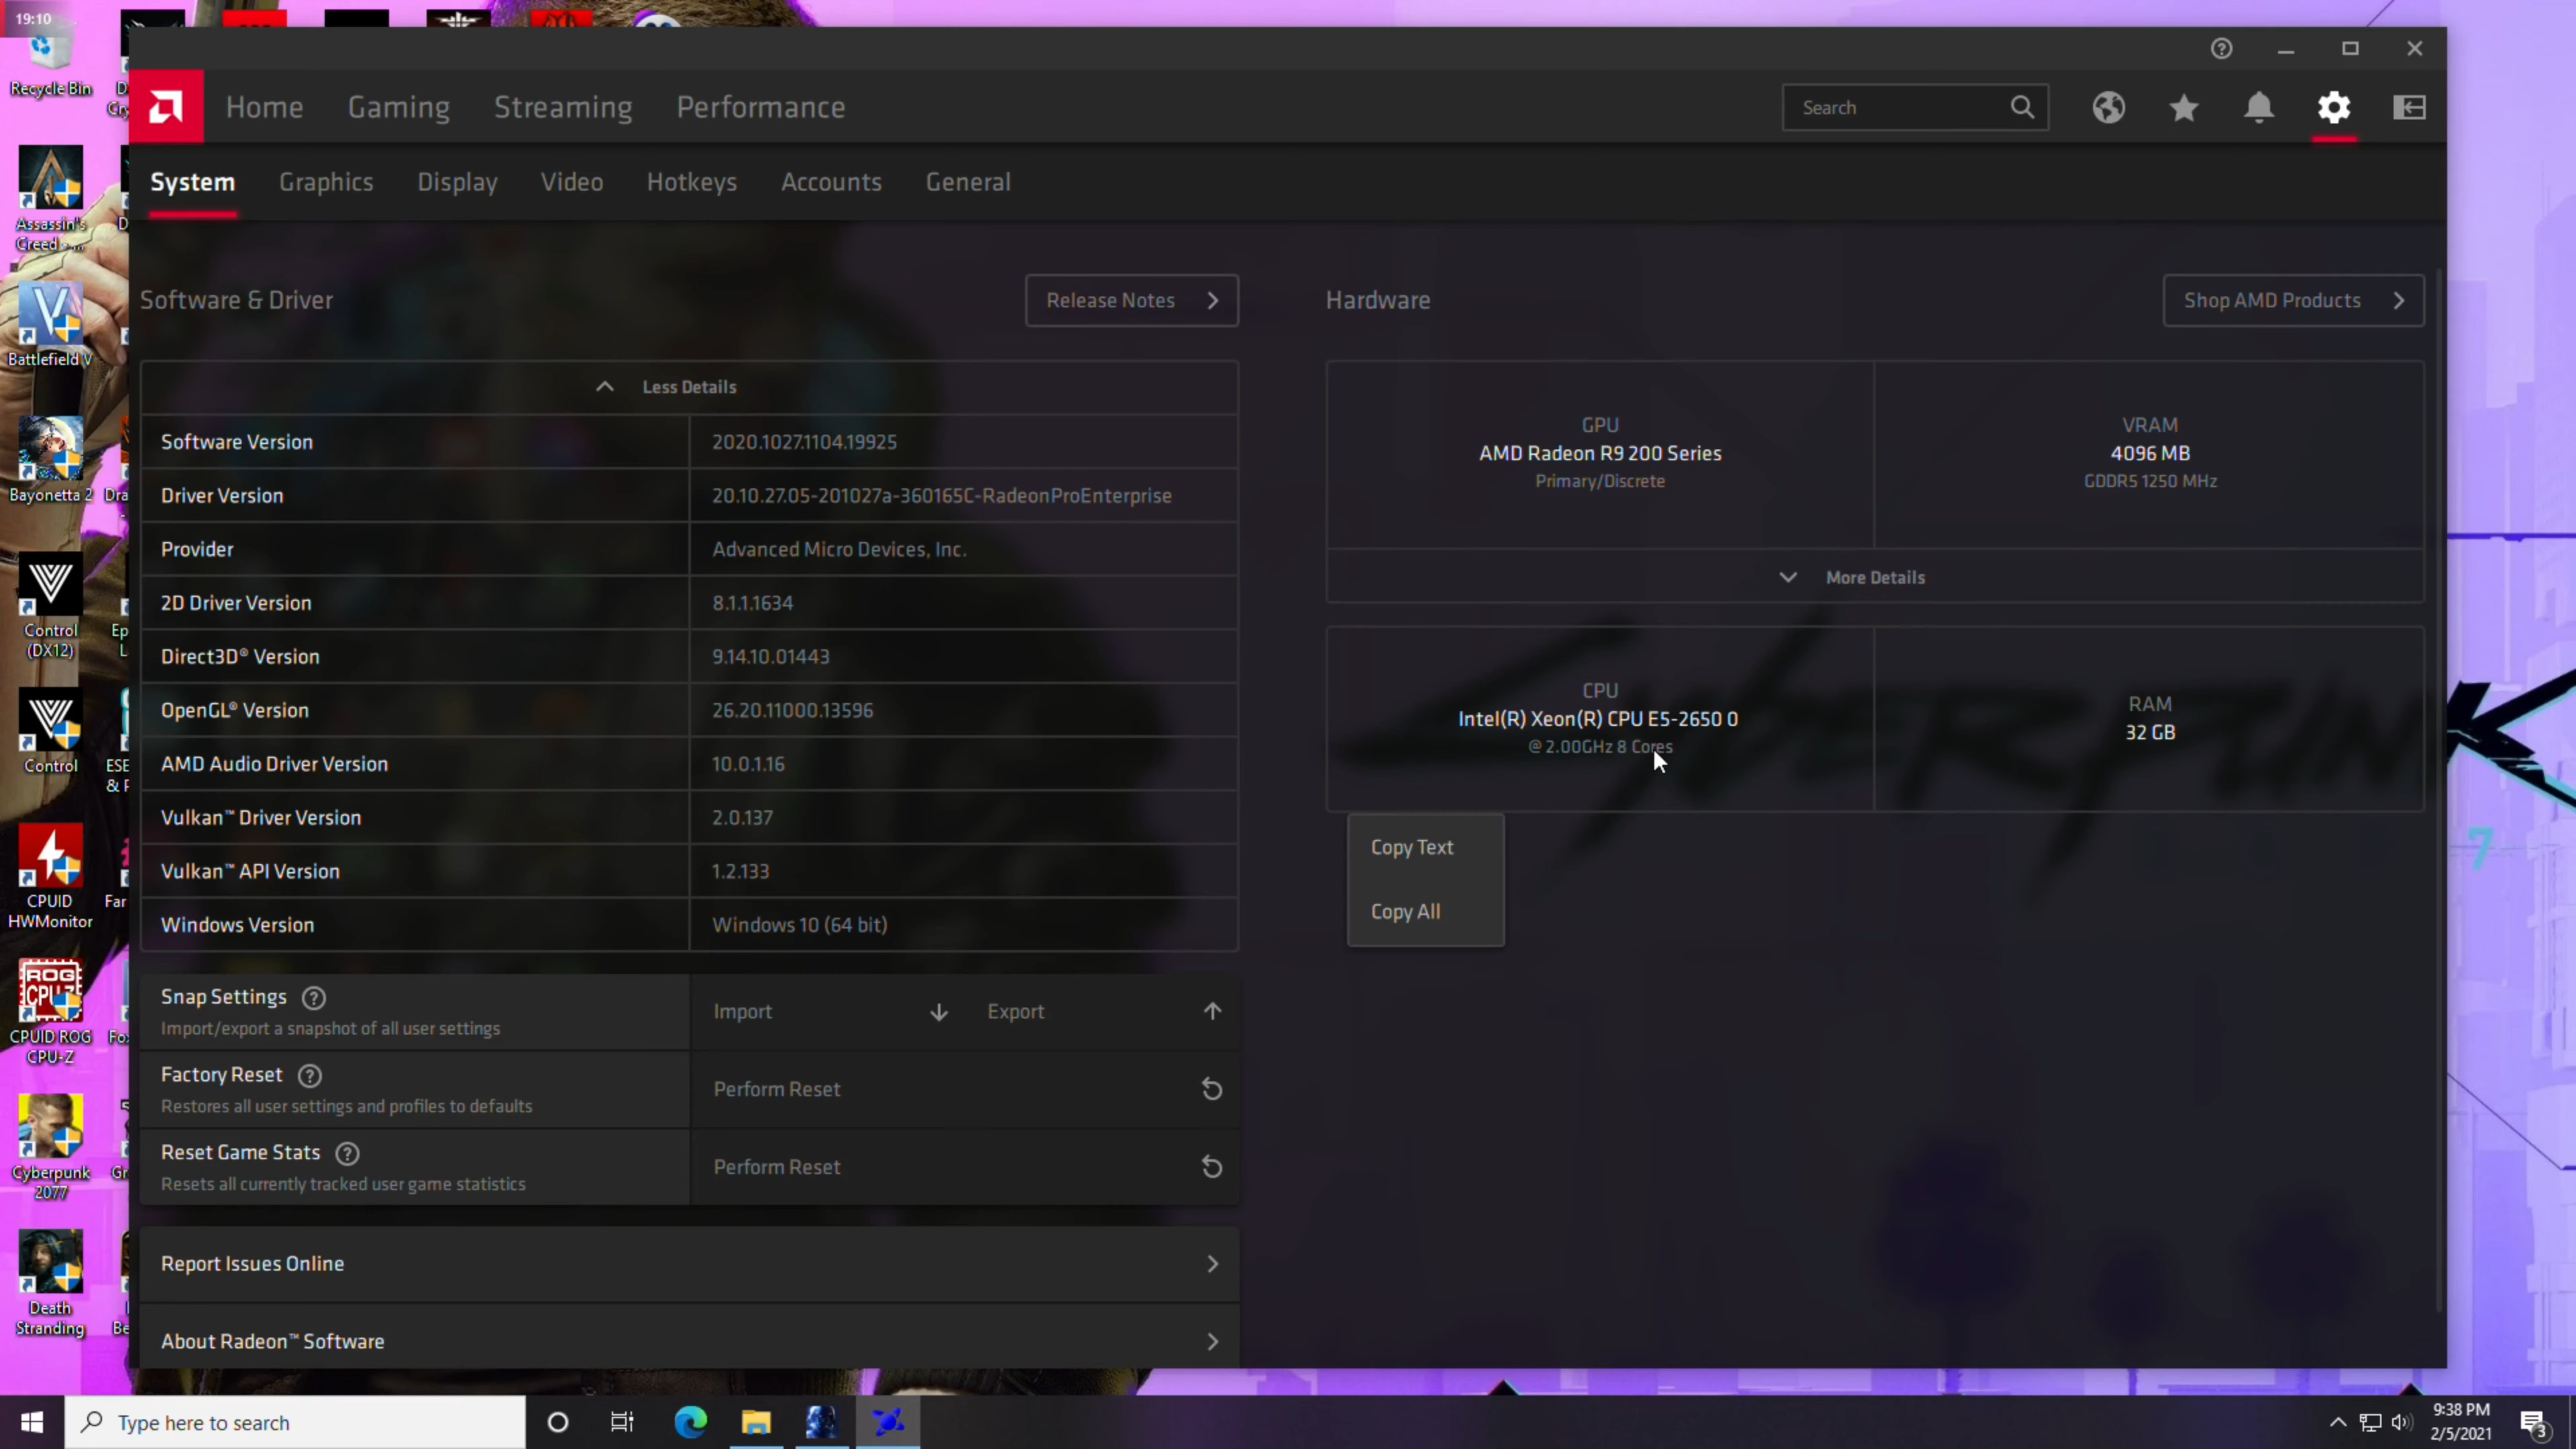 19:10
Recycle Bin
Assassin's
Creed - ...
Battlefield V
Bayonetta 2
Dra
Control
(DX12)
Ep
L
Control
ESE
& F
CPUID
HWMonitor
Far
CPUID ROG
CPU-Z
Fo
Cyberpunk
2077
Gr
Death
Stranding
Be
Home
Gaming
Streaming
Performance
Search
System
Graphics
Display
Video
Hotkeys
Accounts
General
Software & Driver
Release Notes
Less Details
Software Version 2020.1027.1104.19925
Driver Version 20.10.27.05-201027a-360165C-RadeonProEnterprise
Provider Advanced Micro Devices, Inc.
2D Driver Version 8.1.1.1634
Direct3D® Version 9.14.10.01443
OpenGL® Version 26.20.11000.13596
AMD Audio Driver Version 10.0.1.16
Vulkan™ Driver Version 2.0.137
Vulkan™ API Version 1.2.133
Windows Version Windows 10 (64 bit)
Snap Settings
Import/export a snapshot of all user settings
Import
Export
Factory Reset
Restores all user settings and profiles to defaults
Perform Reset
Reset Game Stats
Resets all currently tracked user game statistics
Perform Reset
Report Issues Online
About Radeon™ Software
Hardware
Shop AMD Products
GPU
AMD Radeon R9 200 Series
Primary/Discrete
VRAM
4096 MB
GDDR5 1250 MHz
More Details
CPU
Intel(R) Xeon(R) CPU E5-2650 0
@ 2.00GHz 8 Cores
RAM
32 GB
Copy Text
Copy All
Type here to search
9:38 PM
2/5/2021
3